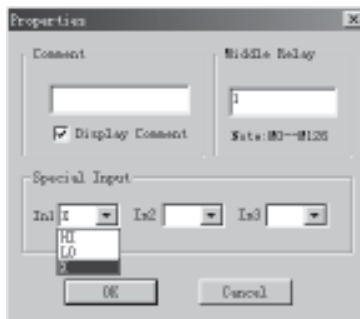 Properties
Comment
Middle Relay
1
Display Comment
Note:M0--M126
Special Input
In1 X In2 In3
HI
LO
X
OK Cancel